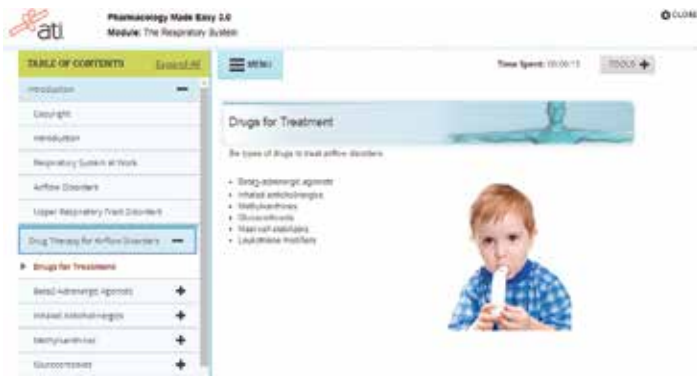 ati
Pharmacology Made Easy 3.0
Module: The Respiratory System
CLOSE
TABLE OF CONTENTS
Expand All
MENU
Time Spent:
TOOLS
Introduction
Copyright
Introduction
Respiratory System at Work
Airflow Disorders
Upper Respiratory Tract Disorders
Drug Therapy for Airflow Disorders
Drugs for Treatment
Beta2-Adrenergic Agonists
Inhaled Anticholinergics
Methylxanthines
Glucocorticoids
Drugs for Treatment
Six types of drugs to treat airflow disorders
Beta2-adrenergic agonists
Inhaled anticholinergics
Methylxanthines
Glucocorticoids
Mast cell stabilizers
Leukotriene modifiers